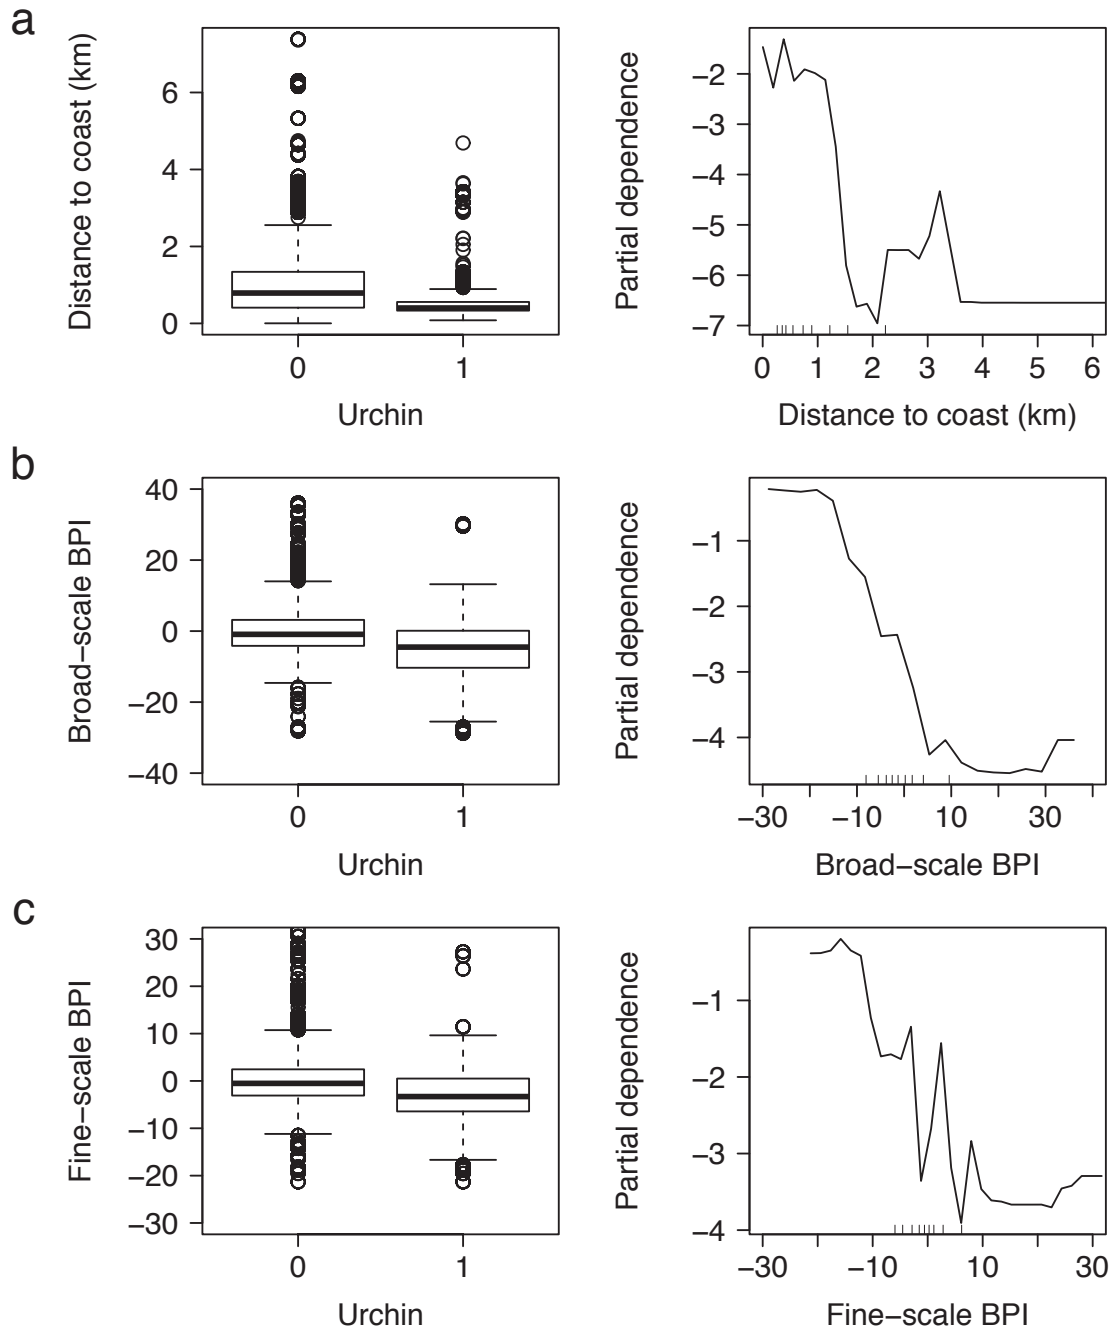 a
Distance to coast (km)
6
4
2
0
0 1
Urchin
Partial dependence
−2
−3
−4
−5
−6
−7
0 1 2 3 4 5 6
Distance to coast (km)
b
Broad−scale BPI
40
20
0
−20
−40
0 1
Urchin
Partial dependence
−1
−2
−3
−4
−30 −10 10 30
Broad−scale BPI
c
Fine−scale BPI
30
20
10
0
−10
−20
−30
0 1
Urchin
Partial dependence
−1
−2
−3
−4
−30 −10 10 30
Fine−scale BPI